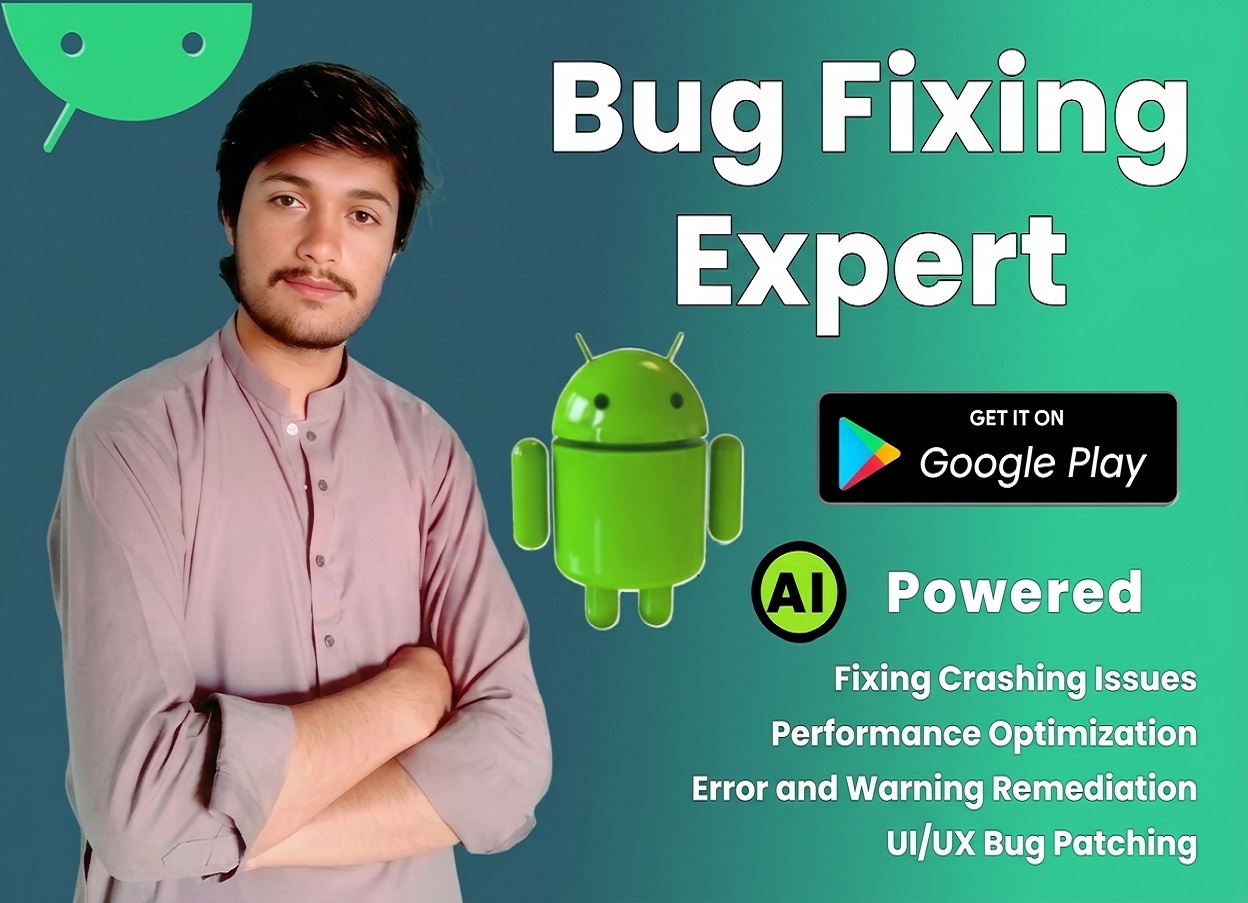 Bug Fixing
Expert
GET IT ON
Google Play
AI Powered
Fixing Crashing Issues
Performance Optimization
Error and Warning Remediation
UI/UX Bug Patching